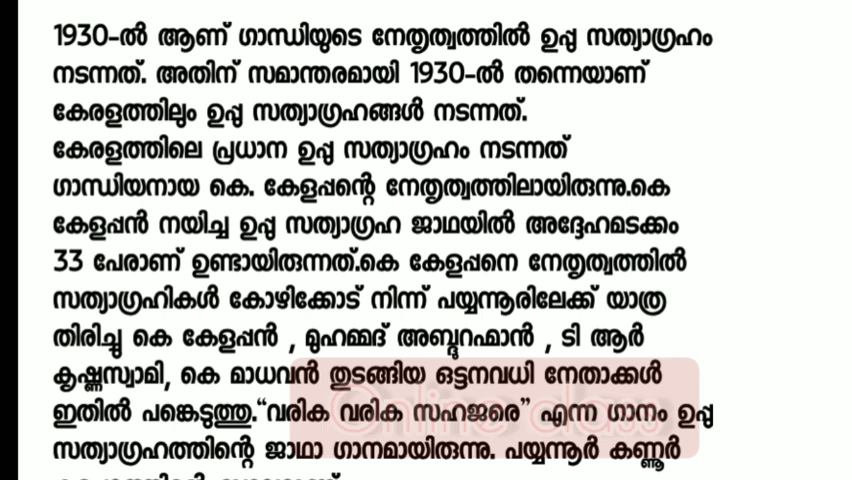 1930-ൽ ആണ് ഗാന്ധിയുടെ നേതൃത്വത്തിൽ ഉപ്പു സത്യാഗ്രഹം
നടന്നത്. അതിന് സമാന്തരമായി 1930-ൽ തന്നെയാണ്
കേരളത്തിലും ഉപ്പു സത്യാഗ്രഹങ്ങൾ നടന്നത്.
കേരളത്തിലെ പ്രധാന ഉപ്പു സത്യാഗ്രഹം നടന്നത്
ഗാന്ധിയനായ കെ. കേളപ്പന്റെ നേതൃത്വത്തിലായിരുന്നു.കെ
കേളപ്പൻ നയിച്ച ഉപ്പു സത്യാഗ്രഹ ജാഥയിൽ അദ്ദേഹമടക്കം
33 പേരാണ് ഉണ്ടായിരുന്നത്.കെ കേളപ്പനെ നേതൃത്വത്തിൽ
സത്യാഗ്രഹികൾ കോഴിക്കോട് നിന്ന് പയ്യന്നൂരിലേക്ക് യാത്ര
തിരിച്ചു കെ കേളപ്പൻ , മുഹമ്മദ് അബ്ദുറഹ്മാൻ , ടി ആർ
കൃഷ്ണസ്വാമി, കെ മാധവൻ തുടങ്ങിയ ഒട്ടനവധി നേതാക്കൾ
ഇതിൽ പങ്കെടുത്തു.“വരിക വരിക സഹജരെ” എന്ന ഗാനം ഉപ്പു
Online class
സത്യാഗ്രഹത്തിന്റെ ജാഥാ ഗാനമായിരുന്നു. പയ്യന്നൂർ കണ്ണൂർ